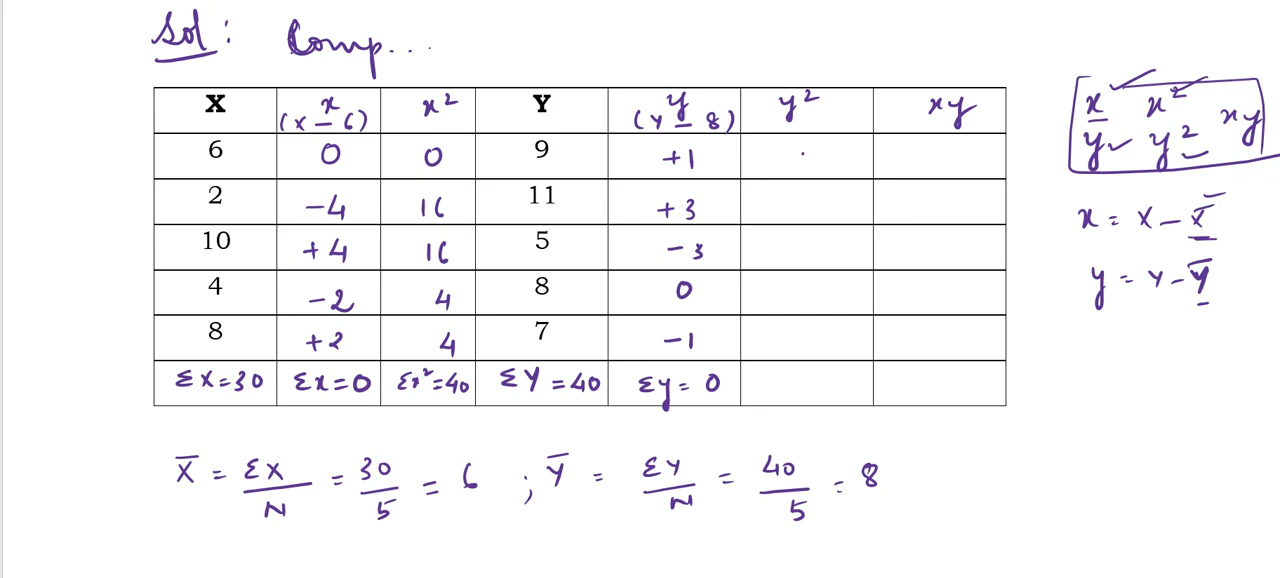 Sol : Comp...
X x (X - 6) x² Y y (Y - 8) y² xy
6 0 0 9 +1
2 -4 16 11 +3
10 +4 16 5 -3
4 -2 4 8 0
8 +2 4 7 -1
ΣX=30 Σx=0 Σx²=40 ΣY=40 Σy=0
X̅ = ΣX/N = 30/5 = 6 ; Y̅ = ΣY/N = 40/5 = 8
x x²
y y² xy
x = X - X̅
y = Y - Y̅